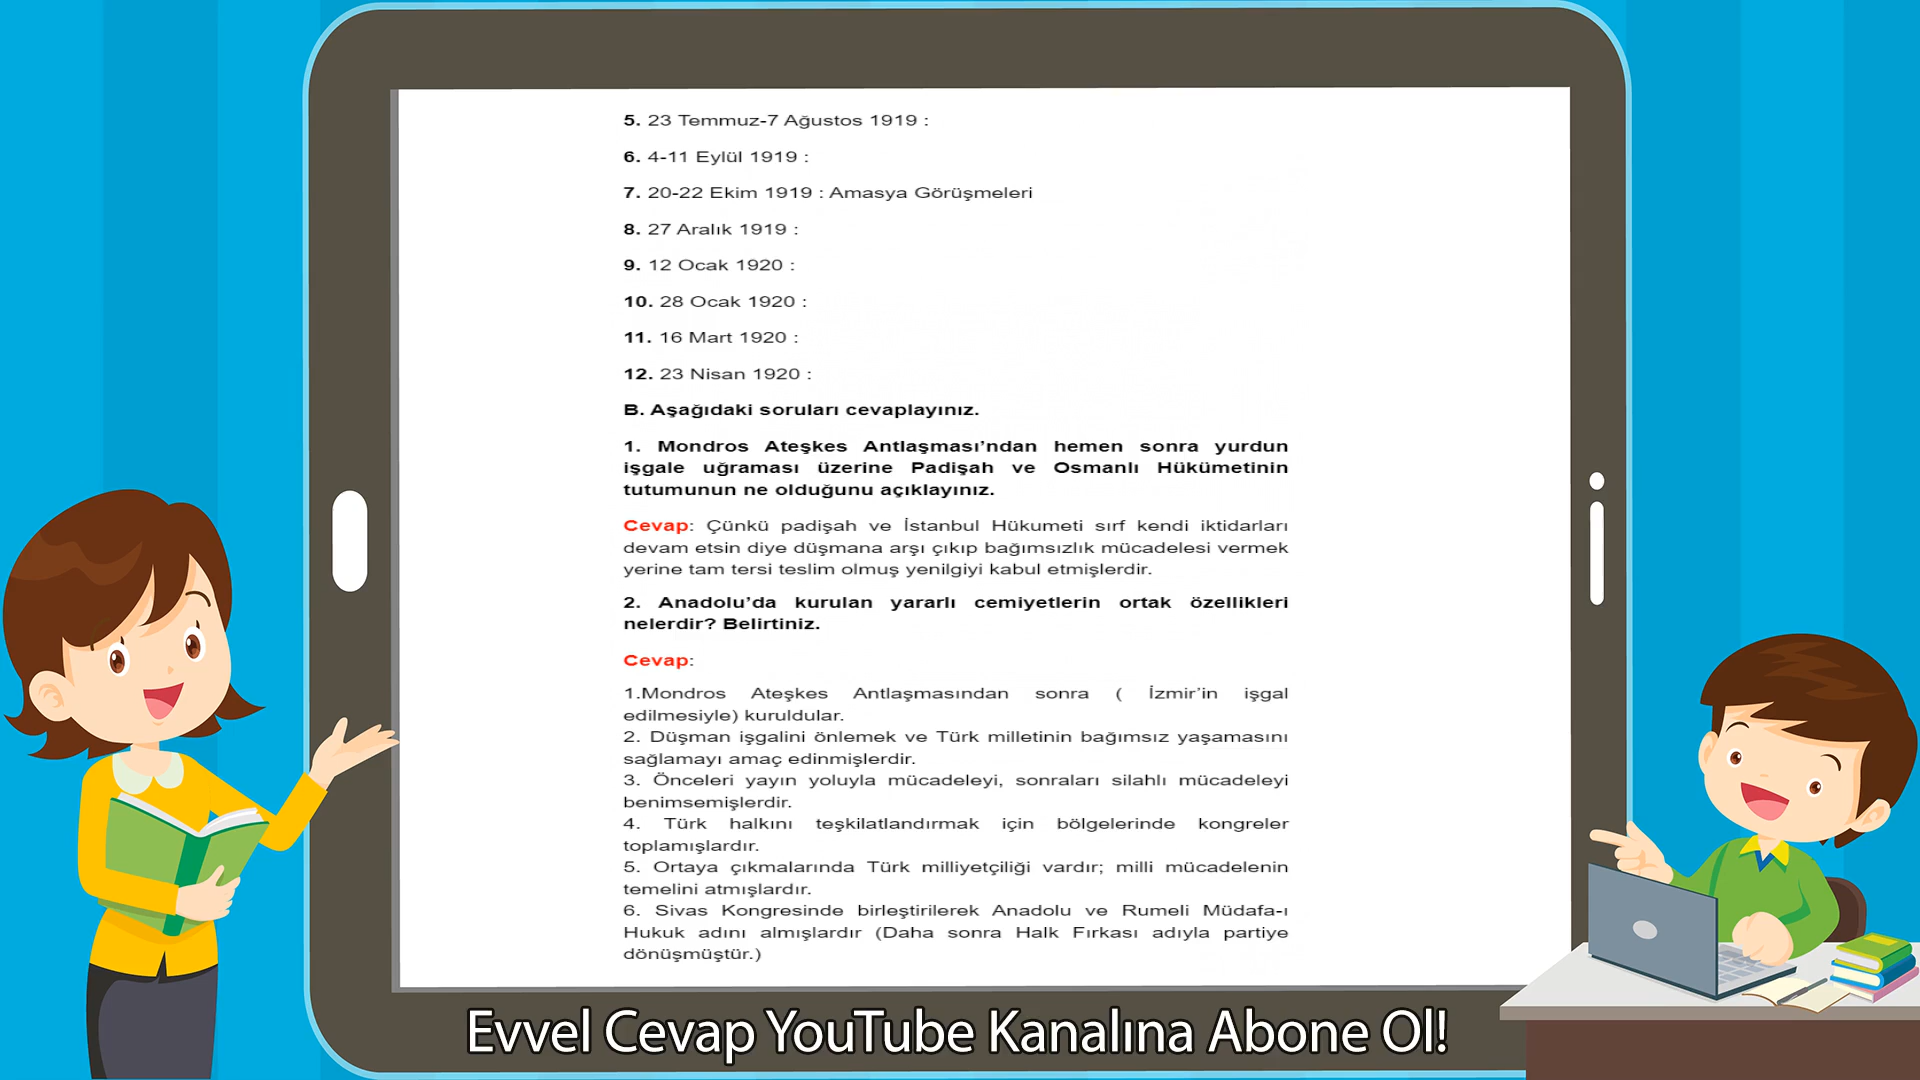 5. 23 Temmuz-7 Ağustos 1919 :
6. 4-11 Eylül 1919 :
7. 20-22 Ekim 1919 : Amasya Görüşmeleri
8. 27 Aralık 1919 :
9. 12 Ocak 1920 :
10. 28 Ocak 1920 :
11. 16 Mart 1920 :
12. 23 Nisan 1920 :
B. Aşağıdaki soruları cevaplayınız.
1. Mondros Ateşkes Antlaşması’ndan hemen sonra yurdun
işgale uğraması üzerine Padişah ve Osmanlı Hükümetinin
tutumunun ne olduğunu açıklayınız.
Cevap: Çünkü padişah ve İstanbul Hükumeti sırf kendi iktidarları
devam etsin diye düşmana arşı çıkıp bağımsızlık mücadelesi vermek
yerine tam tersi teslim olmuş yenilgiyi kabul etmişlerdir.
2. Anadolu’da kurulan yararlı cemiyetlerin ortak özellikleri
nelerdir? Belirtiniz.
Cevap:
1.Mondros Ateşkes Antlaşmasından sonra ( İzmir’in işgal
edilmesiyle) kuruldular.
2. Düşman işgalini önlemek ve Türk milletinin bağımsız yaşamasını
sağlamayı amaç edinmişlerdir.
3. Önceleri yayın yoluyla mücadeleyi, sonraları silahlı mücadeleyi
benimsemişlerdir.
4. Türk halkını teşkilatlandırmak için bölgelerinde kongreler
toplamışlardır.
5. Ortaya çıkmalarında Türk milliyetçiliği vardır; milli mücadelenin
temelini atmışlardır.
6. Sivas Kongresinde birleştirilerek Anadolu ve Rumeli Müdafa-ı
Hukuk adını almışlardır (Daha sonra Halk Fırkası adıyla partiye
dönüşmüştür.)
Evvel Cevap YouTube Kanalına Abone Ol!